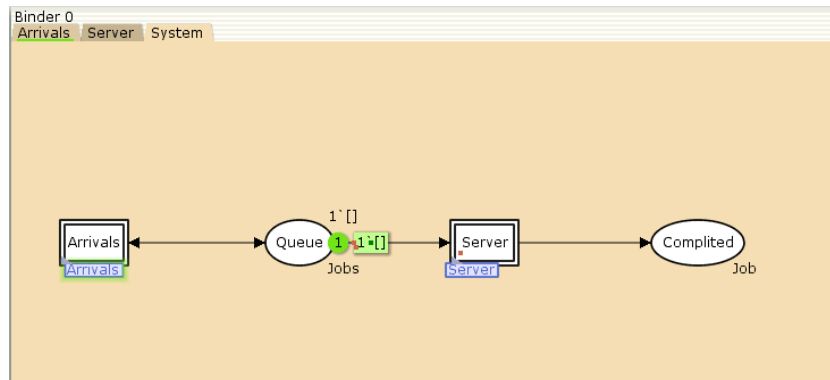 Binder 0
Arrivals Server System
1`[]
Arrivals Queue 1 1`[] Server Complited
Arrivals Jobs Server Job